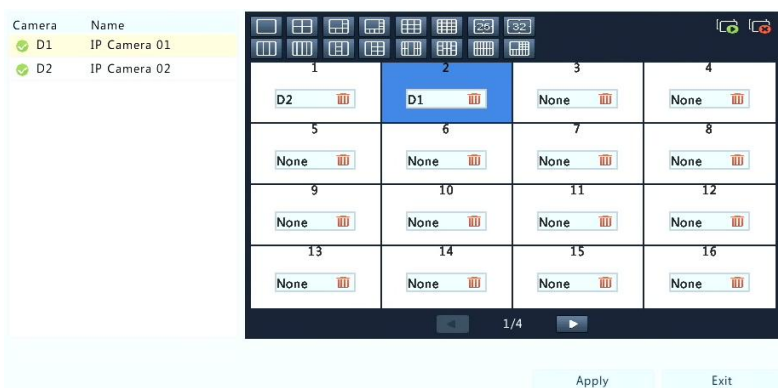 Camera Name
D1 IP Camera 01
D2 IP Camera 02
25 32
1 2 3 4
D2 D1 None None
5 6 7 8
None None None None
9 10 11 12
None None None None
13 14 15 16
None None None None
1/4
Apply Exit